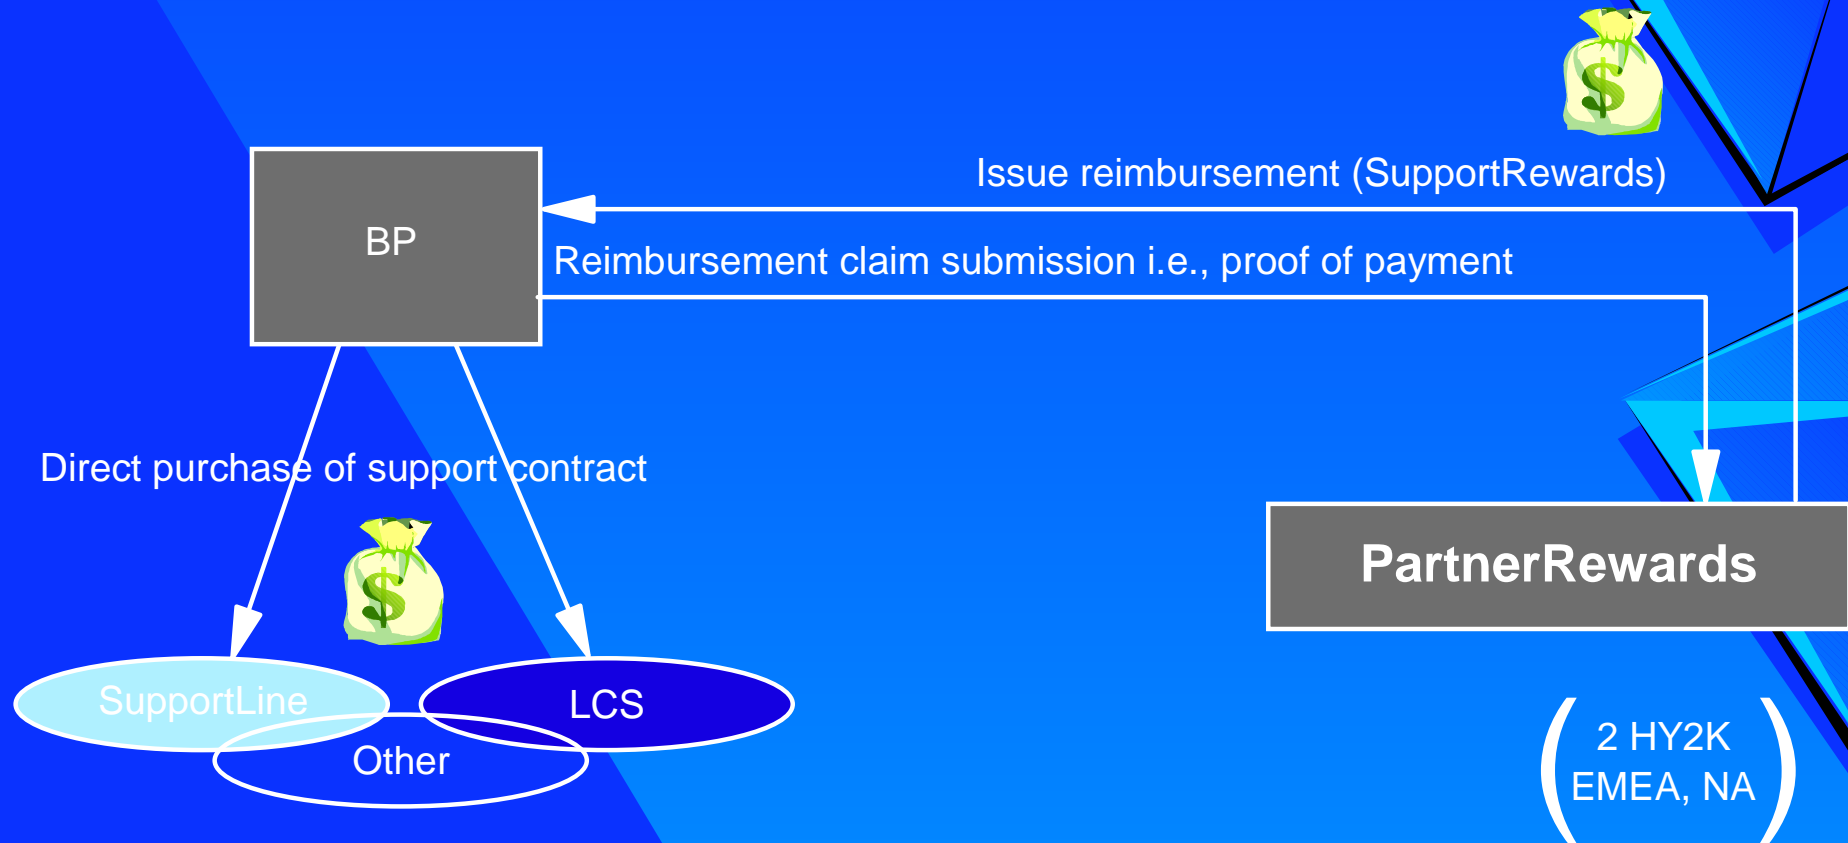 $
Issue reimbursement (SupportRewards)
BP
Reimbursement claim submission i.e., proof of payment
Direct purchase of support contract
$
PartnerRewards
SupportLine
LCS
Other
( 2 HY2K
EMEA, NA )